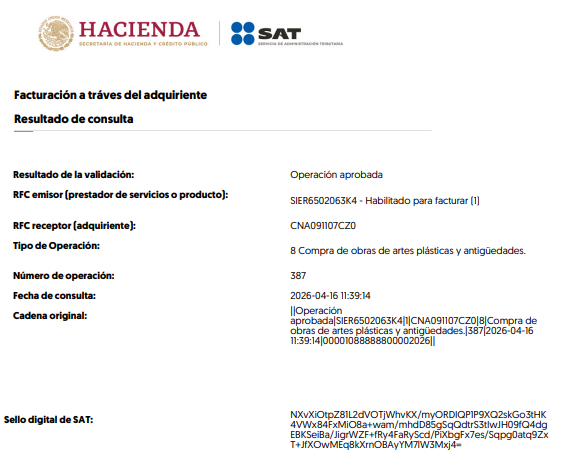 HACIENDA
SECRETARÍA DE HACIENDA Y CRÉDITO PÚBLICO
SAT
SERVICIO DE ADMINISTRACIÓN TRIBUTARIA
Facturación a tráves del adquiriente
Resultado de consulta
Resultado de la validación: Operación aprobada
RFC emisor (prestador de servicios o producto): SIER6502063K4 - Habilitado para facturar (1)
RFC receptor (adquiriente): CNA091107CZ0
Tipo de Operación: 8 Compra de obras de artes plásticas y antigüedades.
Número de operación: 387
Fecha de consulta: 2026-04-16 11:39:14
Cadena original: ||Operación
aprobada|SIER6502063K4|1|CNA091107CZ0|8|Compra de
obras de artes plásticas y antigüedades.|387|2026-04-16
11:39:14|00001088888800002026||
Sello digital de SAT: NXvXiOtpZ81L2dVOTjWhvKX/myORDIQP1P9XQ2skGo3tHK
4VWx84FxMiO8a+wam/mhdD85gSqQdtrS3tIwJH09fQ4dg
EBKSeiBa/JigrWZF+fRy4FaRyScd/PiXbgFx7es/Sqpg0atq9Zx
T+JfXOwMEq8kXrnOBAyYM7IW3Mxj4=